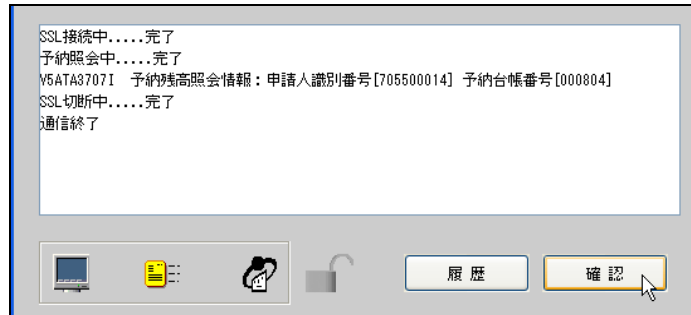 SSL接続中.....完了
予納照会中.....完了
V5ATA3707I 予納残高照会情報：申請人識別番号[705500014] 予納台帳番号[000804]
SSL切断中.....完了
通信終了
履歴
確認